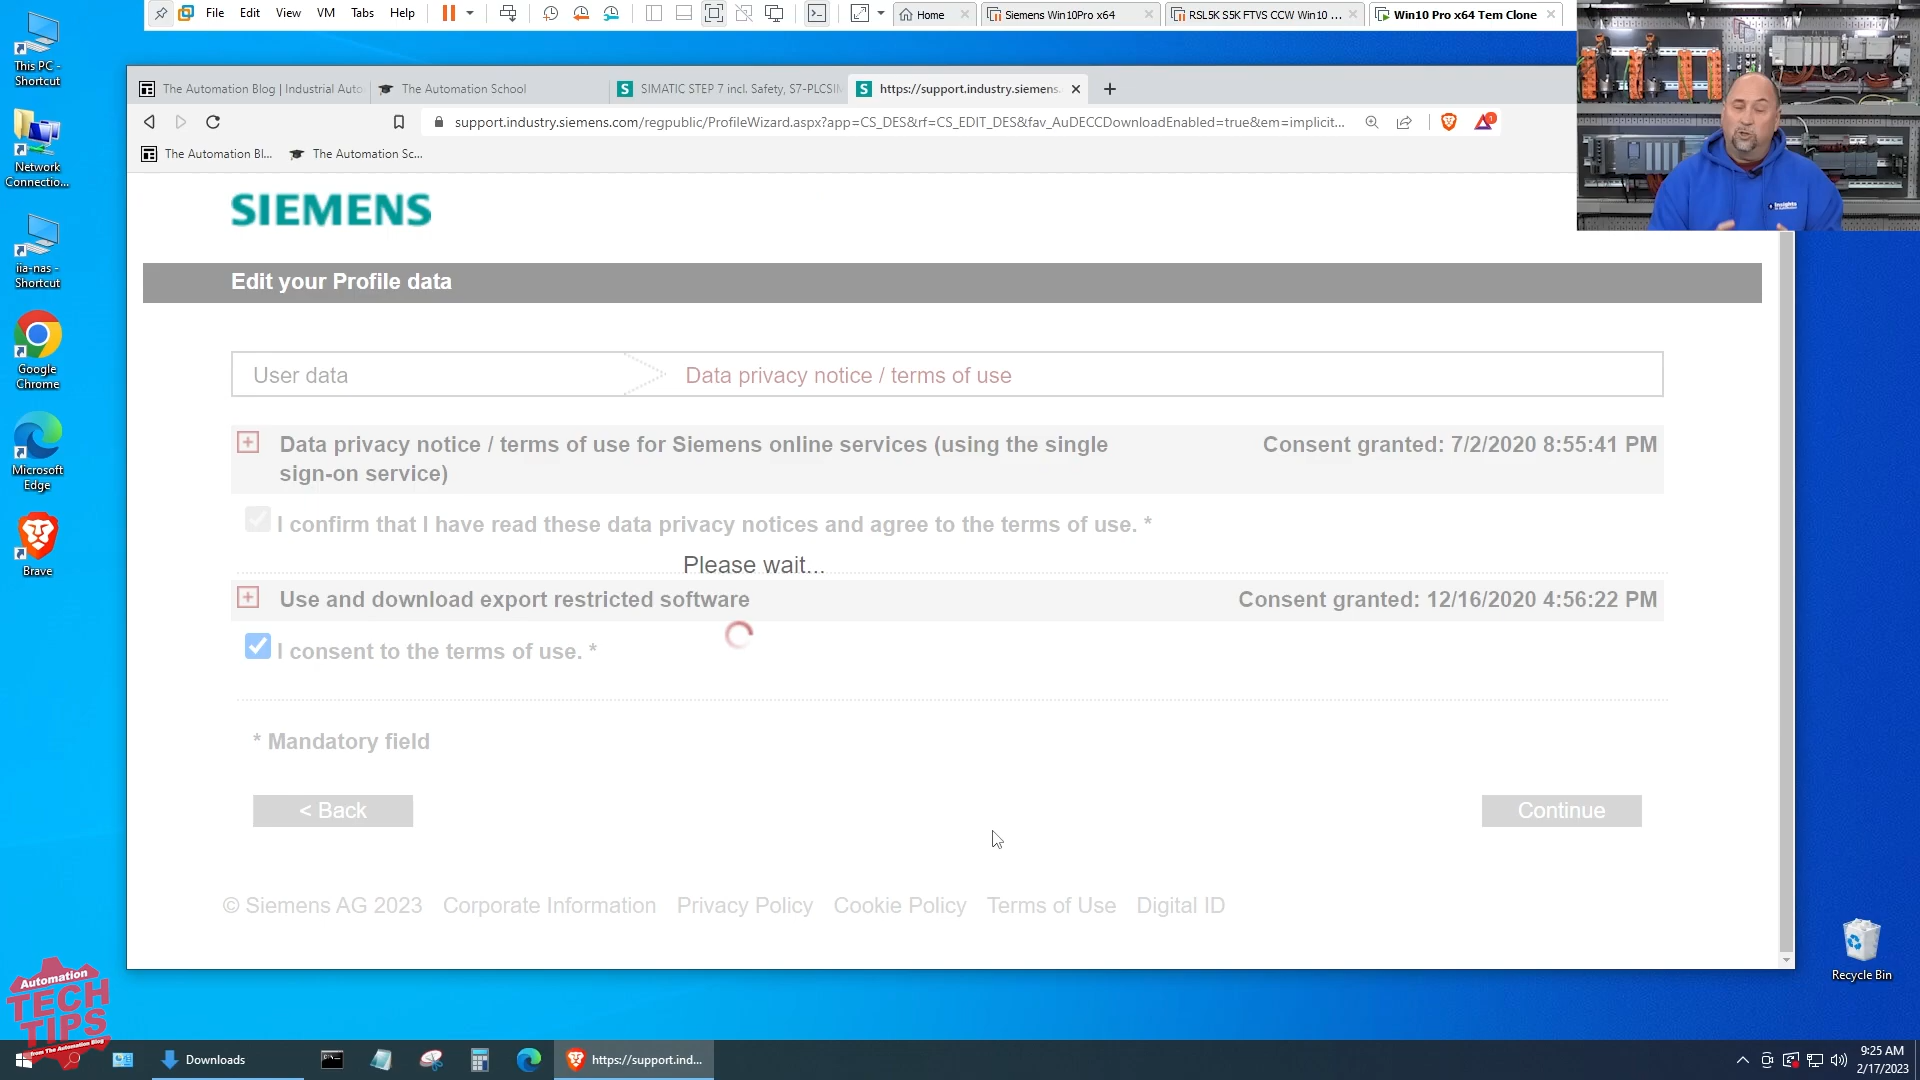 File Edit View VM Tabs Help
Home
Siemens Win10Pro x64
RSL5K S5K FTVS CCW Win10 ...
Win10 Pro x64 Tem Clone
This PC - Shortcut
Network Connectio...
iia-nas - Shortcut
Google Chrome
Microsoft Edge
Brave
The Automation Blog | Industrial Auto
The Automation School
SIMATIC STEP 7 incl. Safety, S7-PLCSI
https://support.industry.siemens.
support.industry.siemens.com/regpublic/ProfileWizard.aspx?app=CS_DES&rf=CS_EDIT_DES&fav_AuDECCDownloadEnabled=true&em=implicit...
1
The Automation Bl...
The Automation Sc...
SIEMENS
Edit your Profile data
User data
Data privacy notice / terms of use
Data privacy notice / terms of use for Siemens online services (using the single
sign-on service)
Consent granted: 7/2/2020 8:55:41 PM
I confirm that I have read these data privacy notices and agree to the terms of use. *
Please wait...
Use and download export restricted software
Consent granted: 12/16/2020 4:56:22 PM
I consent to the terms of use. *
* Mandatory field
< Back
Continue
© Siemens AG 2023 Corporate Information Privacy Policy Cookie Policy Terms of Use Digital ID
Recycle Bin
Automation
TECH
TIPS
from The Automation Blog
Downloads
https://support.ind...
9:25 AM
2/17/2023